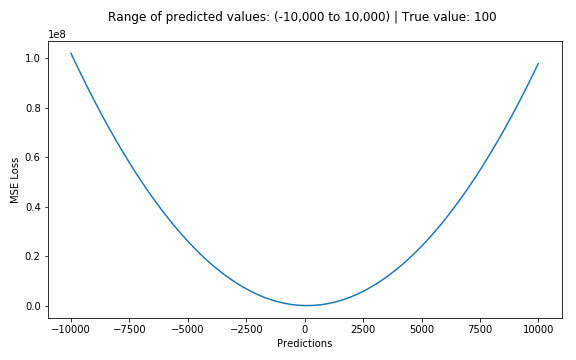 Range of predicted values: (-10,000 to 10,000) | True value: 100
1e8
1.0
0.8
0.6
0.4
0.2
0.0
MSE Loss
−10000 −7500 −5000 −2500 0 2500 5000 7500 10000
Predictions